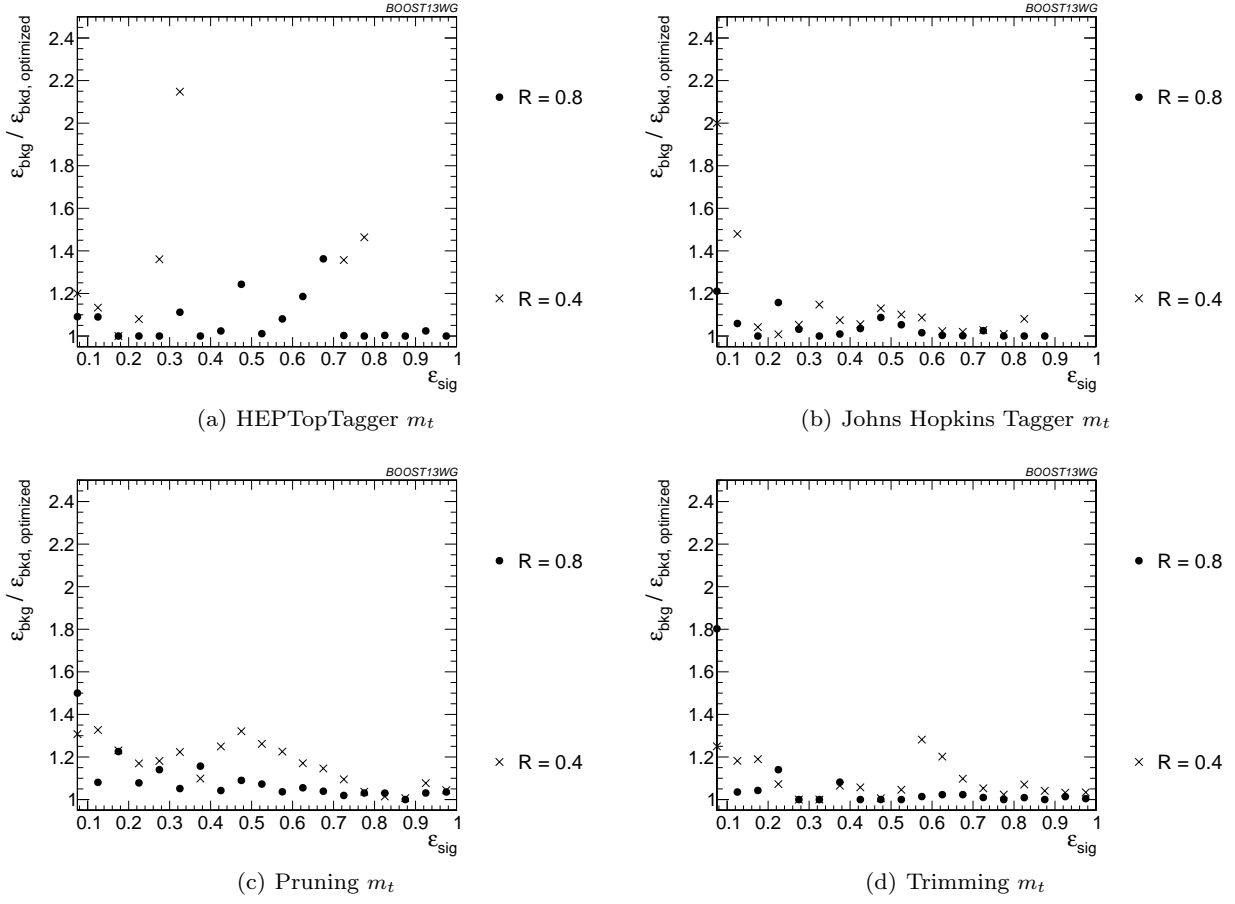 BOOST13WG
ε_bkg / ε_bkd, optimized
2.4
2.2
2
1.8
1.6
1.4
1.2
1
0.1 0.2 0.3 0.4 0.5 0.6 0.7 0.8 0.9 1
ε_sig
R = 0.8
R = 0.4
(a) HEPTopTagger m_t
BOOST13WG
ε_bkg / ε_bkd, optimized
2.4
2.2
2
1.8
1.6
1.4
1.2
1
0.1 0.2 0.3 0.4 0.5 0.6 0.7 0.8 0.9 1
ε_sig
R = 0.8
R = 0.4
(b) Johns Hopkins Tagger m_t
BOOST13WG
ε_bkg / ε_bkd, optimized
2.4
2.2
2
1.8
1.6
1.4
1.2
1
0.1 0.2 0.3 0.4 0.5 0.6 0.7 0.8 0.9 1
ε_sig
R = 0.8
R = 0.4
(c) Pruning m_t
BOOST13WG
ε_bkg / ε_bkd, optimized
2.4
2.2
2
1.8
1.6
1.4
1.2
1
0.1 0.2 0.3 0.4 0.5 0.6 0.7 0.8 0.9 1
ε_sig
R = 0.8
R = 0.4
(d) Trimming m_t